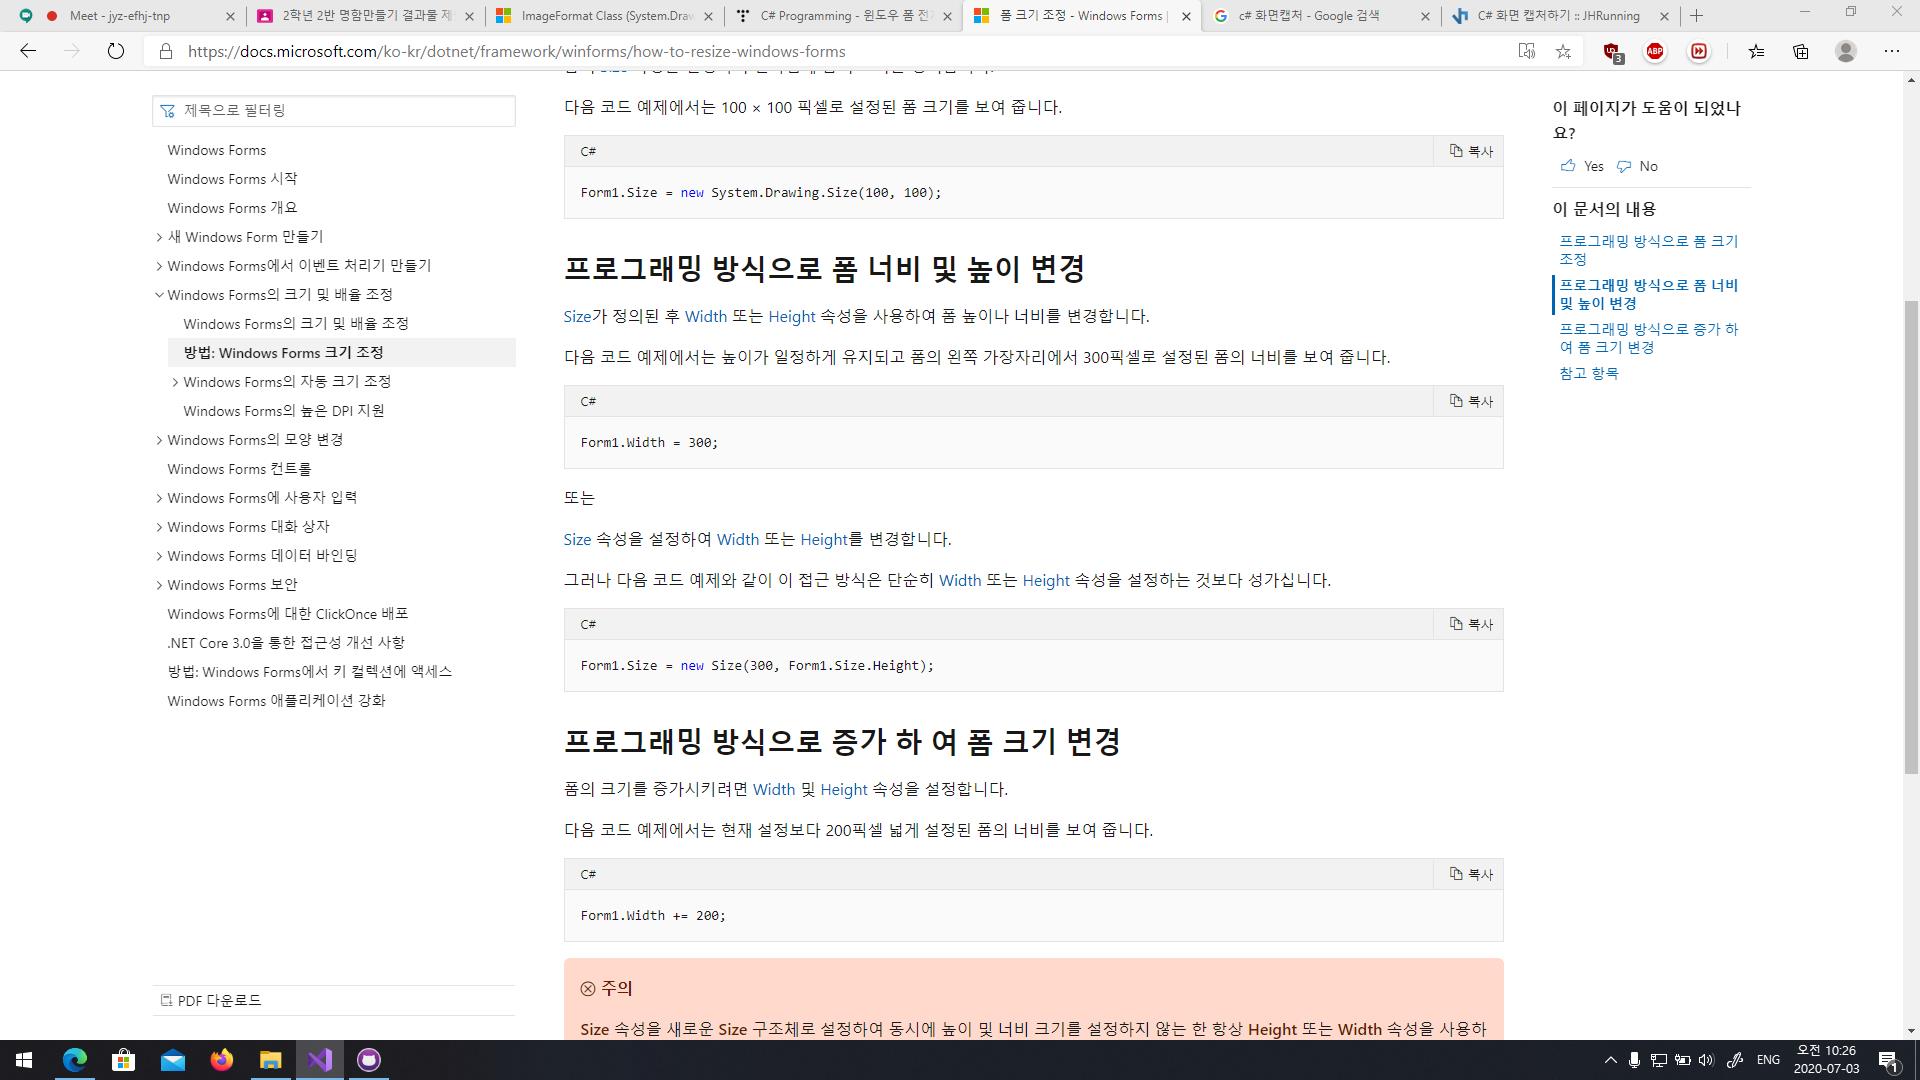 Meet - jyz-efhj-tnp
2학년 2반 명함만들기 결과물 제
ImageFormat Class (System.Draw
C# Programming - 윈도우 폼 전
폼 크기 조정 - Windows Forms |
c# 화면캡처 - Google 검색
C# 화면 캡처하기 :: JHRunning
https://docs.microsoft.com/ko-kr/dotnet/framework/winforms/how-to-resize-windows-forms
3
ABP
제목으로 필터링
Windows Forms
Windows Forms 시작
Windows Forms 개요
새 Windows Form 만들기
Windows Forms에서 이벤트 처리기 만들기
Windows Forms의 크기 및 배율 조정
Windows Forms의 크기 및 배율 조정
방법: Windows Forms 크기 조정
Windows Forms의 자동 크기 조정
Windows Forms의 높은 DPI 지원
Windows Forms의 모양 변경
Windows Forms 컨트롤
Windows Forms에 사용자 입력
Windows Forms 대화 상자
Windows Forms 데이터 바인딩
Windows Forms 보안
Windows Forms에 대한 ClickOnce 배포
.NET Core 3.0을 통한 접근성 개선 사항
방법: Windows Forms에서 키 컬렉션에 액세스
Windows Forms 애플리케이션 강화
PDF 다운로드
다음 코드 예제에서는 100 × 100 픽셀로 설정된 폼 크기를 보여 줍니다.
C#
복사
Form1.Size = new System.Drawing.Size(100, 100);
프로그래밍 방식으로 폼 너비 및 높이 변경
Size가 정의된 후 Width 또는 Height 속성을 사용하여 폼 높이나 너비를 변경합니다.
다음 코드 예제에서는 높이가 일정하게 유지되고 폼의 왼쪽 가장자리에서 300픽셀로 설정된 폼의 너비를 보여 줍니다.
C#
복사
Form1.Width = 300;
또는
Size 속성을 설정하여 Width 또는 Height를 변경합니다.
그러나 다음 코드 예제와 같이 이 접근 방식은 단순히 Width 또는 Height 속성을 설정하는 것보다 성가십니다.
C#
복사
Form1.Size = new Size(300, Form1.Size.Height);
프로그래밍 방식으로 증가 하 여 폼 크기 변경
폼의 크기를 증가시키려면 Width 및 Height 속성을 설정합니다.
다음 코드 예제에서는 현재 설정보다 200픽셀 넓게 설정된 폼의 너비를 보여 줍니다.
C#
복사
Form1.Width += 200;
주의
Size 속성을 새로운 Size 구조체로 설정하여 동시에 높이 및 너비 크기를 설정하지 않는 한 항상 Height 또는 Width 속성을 사용하
이 페이지가 도움이 되었나
요?
Yes
No
이 문서의 내용
프로그래밍 방식으로 폼 크기
조정
프로그래밍 방식으로 폼 너비
및 높이 변경
프로그래밍 방식으로 증가 하
여 폼 크기 변경
참고 항목
ENG
오전 10:26
2020-07-03
1